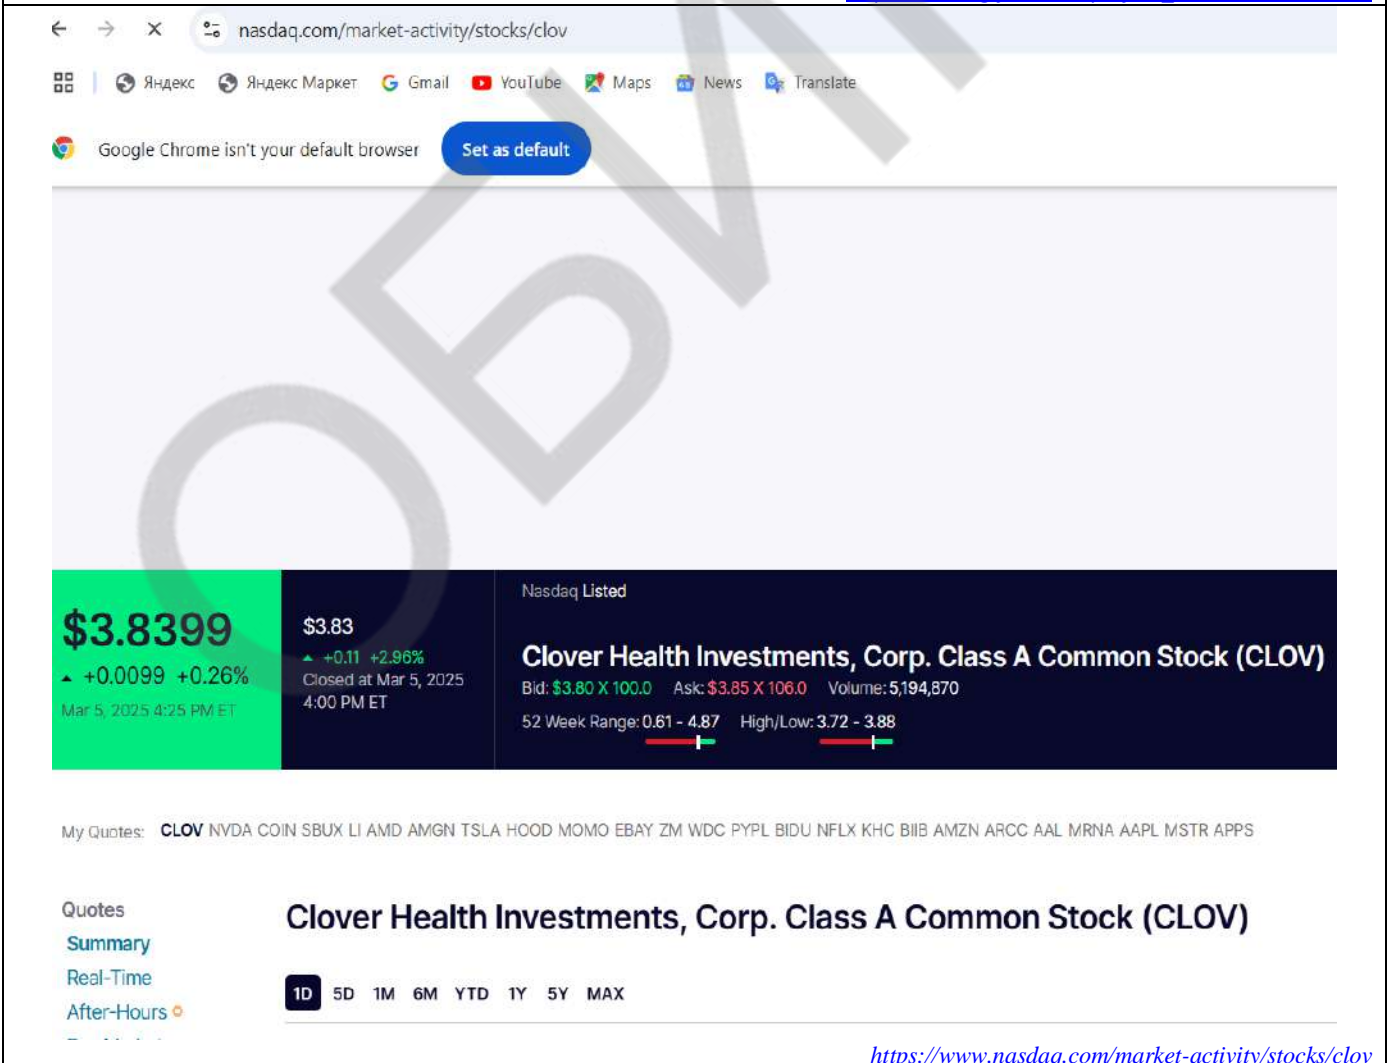 nasdaq.com/market-activity/stocks/clov
Яндекс Яндекс Маркет Gmail YouTube Maps News Translate
Google Chrome isn't your default browser Set as default
ОБИ
Nasdaq Listed
$3.8399
+0.0099 +0.26%
Mar 5, 2025 4:25 PM ET
$3.83
+0.11 +2.96%
Closed at Mar 5, 2025
4:00 PM ET
Clover Health Investments, Corp. Class A Common Stock (CLOV)
Bid: $3.80 X 100.0 Ask: $3.85 X 106.0 Volume: 5,194,870
52 Week Range: 0.61 - 4.87 High/Low: 3.72 - 3.88
My Quotes: CLOV NVDA COIN SBUX LI AMD AMGN TSLA HOOD MOMO EBAY ZM WDC PYPL BIDU NFLX KHC BIIB AMZN ARCC AAL MRNA AAPL MSTR APPS
Quotes
Summary
Real-Time
After-Hours
Clover Health Investments, Corp. Class A Common Stock (CLOV)
1D 5D 1M 6M YTD 1Y 5Y MAX
https://www.nasdaq.com/market-activity/stocks/clov